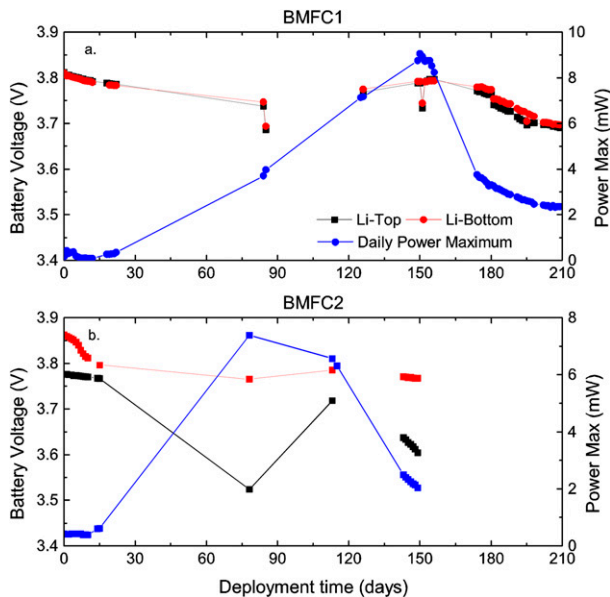 BMFC1
a.
3.9
3.8
3.7
3.6
3.5
3.4
Battery Voltage (V)
10
8
6
4
2
0
Power Max (mW)
Li-Top
Li-Bottom
Daily Power Maximum
0 30 60 90 120 150 180 210
BMFC2
b.
3.9
3.8
3.7
3.6
3.5
3.4
Battery Voltage (V)
8
6
4
2
0
Power Max (mW)
0 30 60 90 120 150 180 210
Deployment time (days)